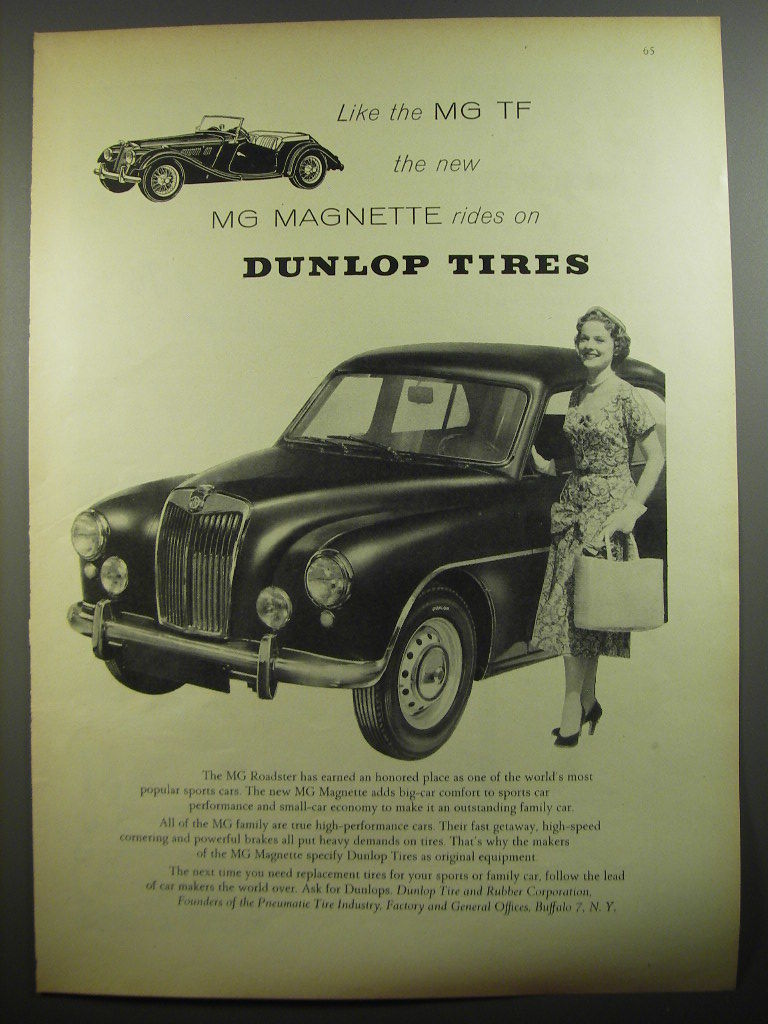 65
Like the MG TF
the new
MG MAGNETTE rides on
DUNLOP TIRES
DUNLOP
The MG Roadster has earned an honored place as one of the world's most
popular sports cars. The new MG Magnette adds big-car comfort to sports car
performance and small-car economy to make it an outstanding family car.
All of the MG family are true high-performance cars. Their fast getaway, high-speed
cornering and powerful brakes all put heavy demands on tires. That's why the makers
of the MG Magnette specify Dunlop Tires as original equipment.
The next time you need replacement tires for your sports or family car, follow the lead
of car makers the world over. Ask for Dunlops. Dunlop Tire and Rubber Corporation,
Founders of the Pneumatic Tire Industry. Factory and General Offices, Buffalo 7, N. Y.